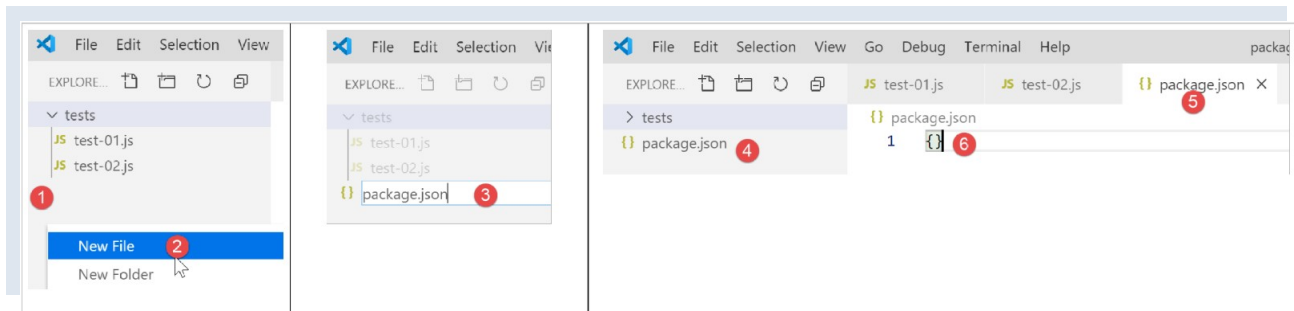 File Edit Selection View
EXPLORE...
tests
JS test-01.js
JS test-02.js
1
New File 2
New Folder
File Edit Selection Vie
EXPLORE...
tests
JS test-01.js
JS test-02.js
{} package.json 3
File Edit Selection View Go Debug Terminal Help packag
EXPLORE... JS test-01.js JS test-02.js {} package.json
5
> tests {} package.json
{} package.json 4 1 {} 6